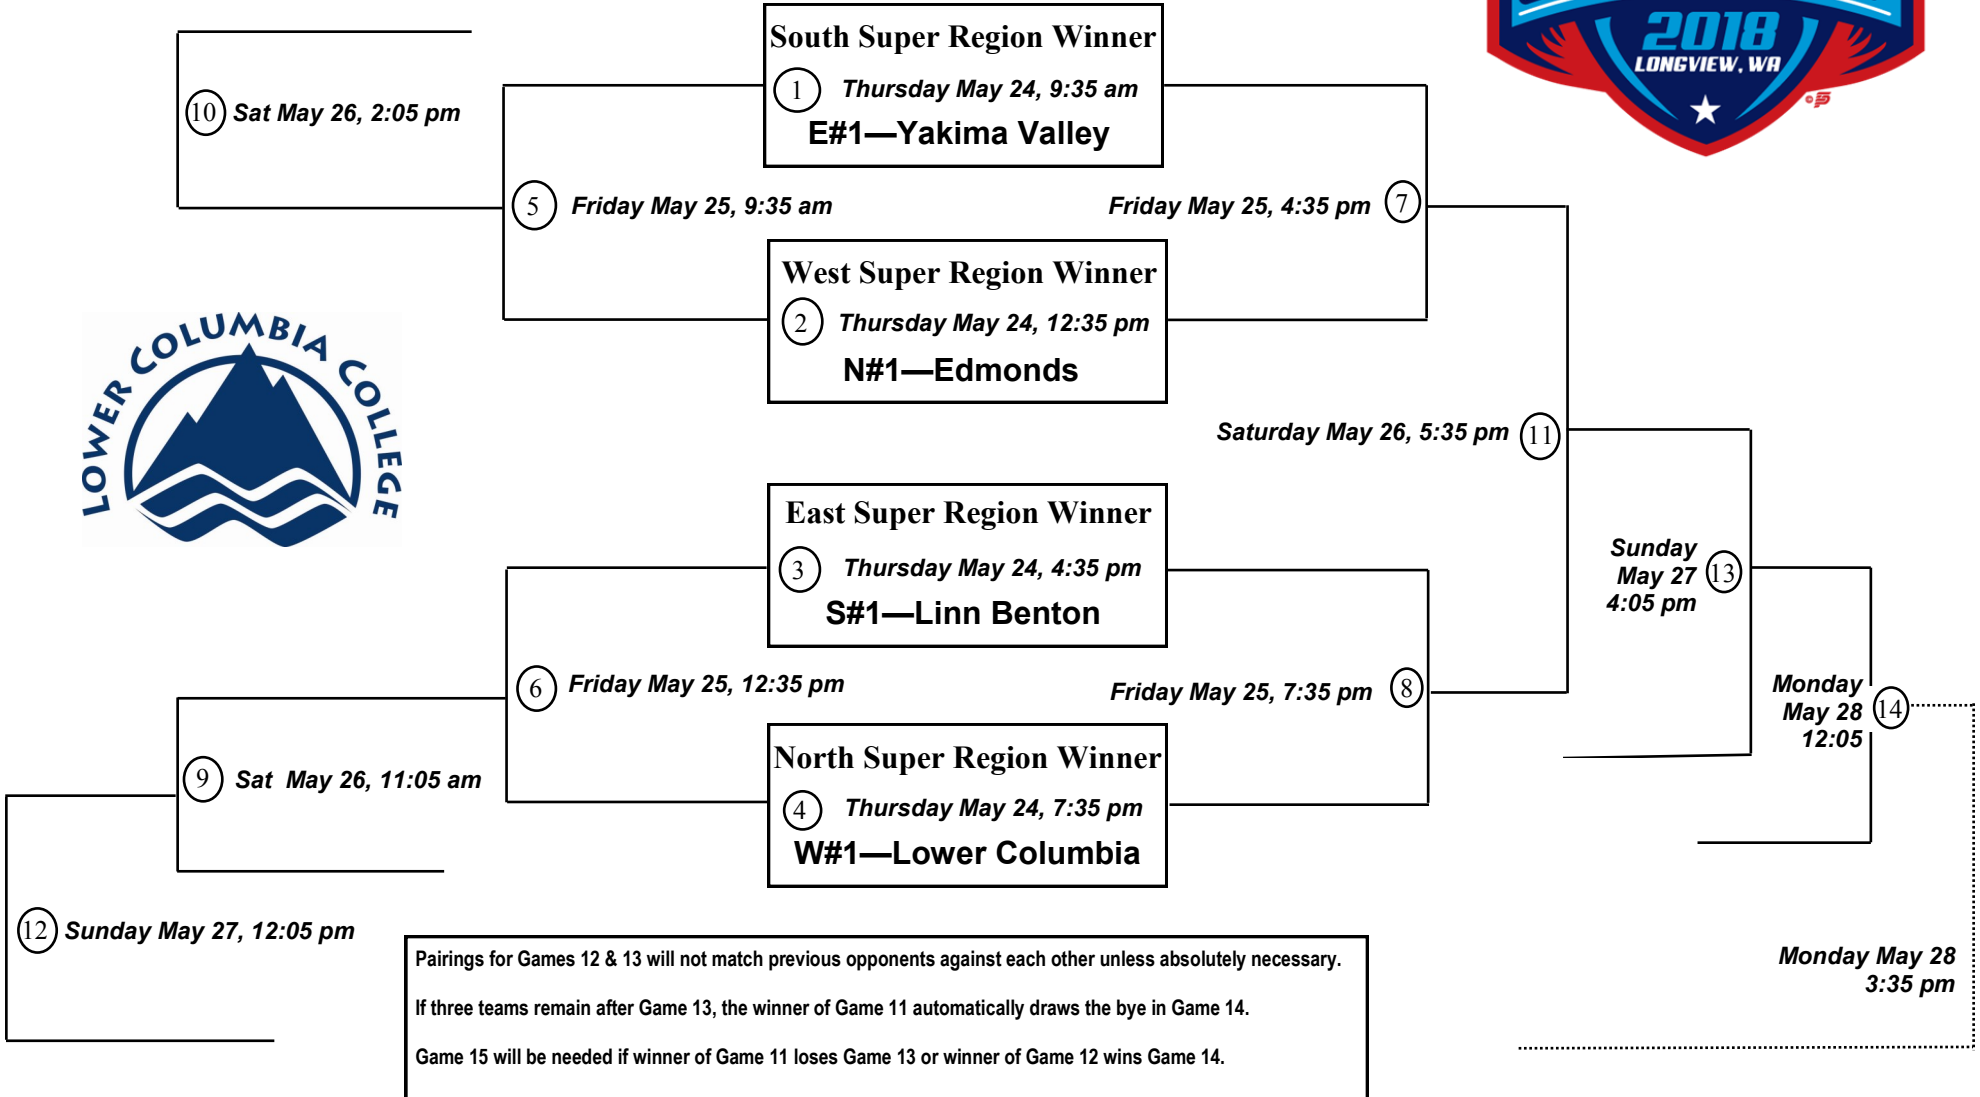 South Super Region Winner
1 Thursday May 24, 9:35 am
E#1—Yakima Valley
2018
LONGVIEW, WA
10 Sat May 26, 2:05 pm
5 Friday May 25, 9:35 am
Friday May 25, 4:35 pm 7
West Super Region Winner
2 Thursday May 24, 12:35 pm
N#1—Edmonds
LOWER COLUMBIA COLLEGE
Saturday May 26, 5:35 pm 11
East Super Region Winner
3 Thursday May 24, 4:35 pm
S#1—Linn Benton
Sunday
May 27 13
4:05 pm
6 Friday May 25, 12:35 pm
Friday May 25, 7:35 pm 8
Monday
May 28 14
12:05
North Super Region Winner
4 Thursday May 24, 7:35 pm
W#1—Lower Columbia
9 Sat May 26, 11:05 am
12 Sunday May 27, 12:05 pm
Monday May 28
3:35 pm
Pairings for Games 12 & 13 will not match previous opponents against each other unless absolutely necessary.
If three teams remain after Game 13, the winner of Game 11 automatically draws the bye in Game 14.
Game 15 will be needed if winner of Game 11 loses Game 13 or winner of Game 12 wins Game 14.